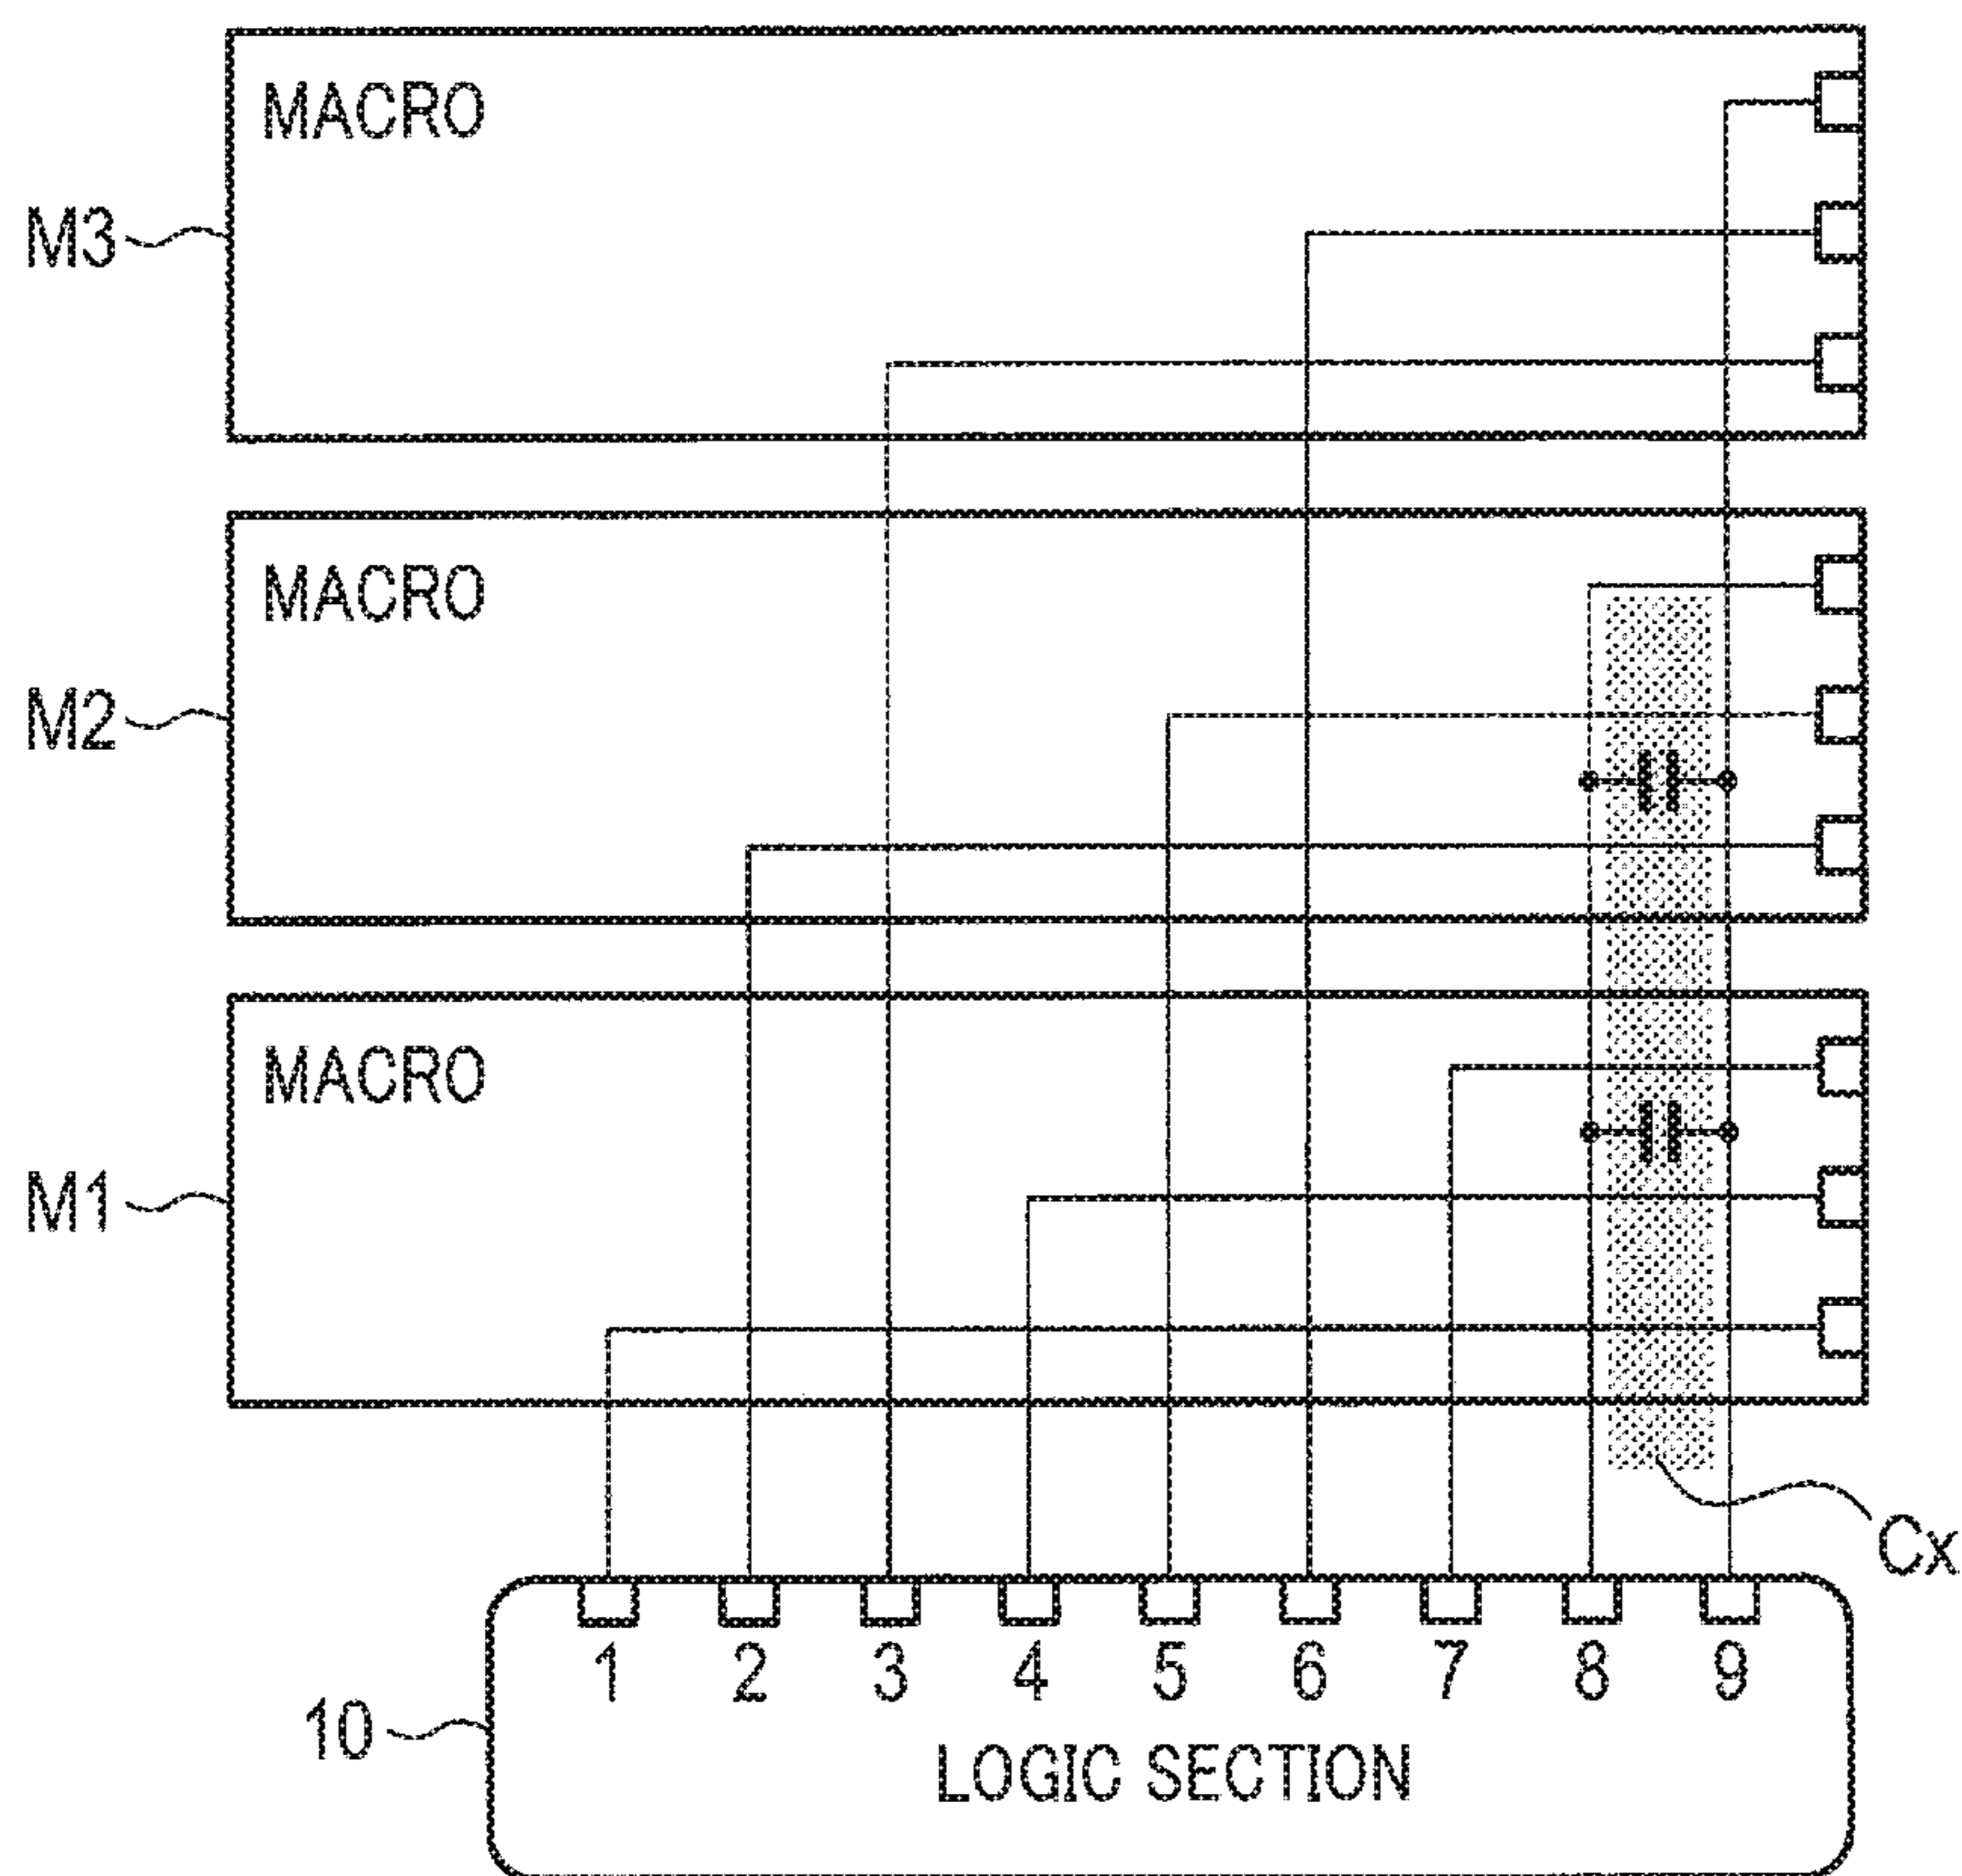 MACRO
M3
MACRO
M2
MACRO
M1
Cx
1 2 3 4 5 6 7 8 9
10
LOGIC SECTION